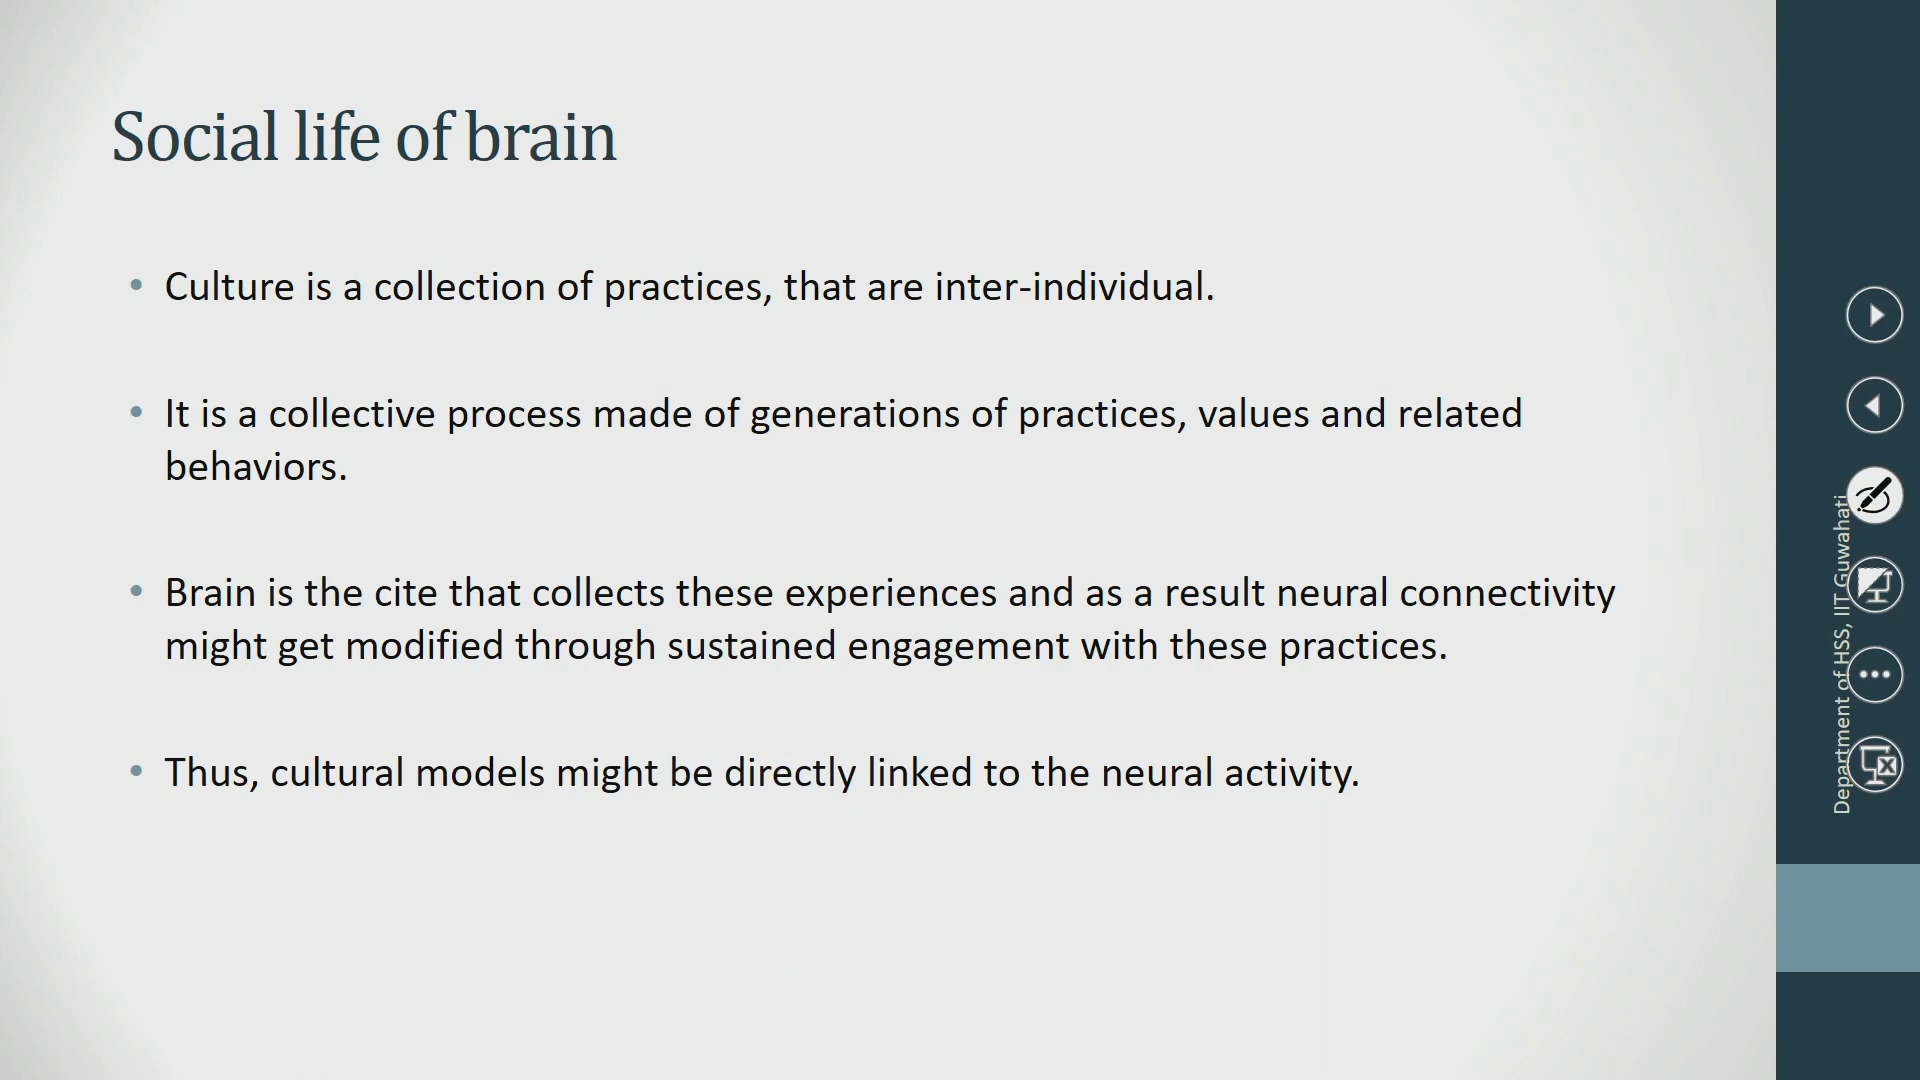 Social life of brain
• Culture is a collection of practices, that are inter-individual.
• It is a collective process made of generations of practices, values and related
behaviors.
• Brain is the cite that collects these experiences and as a result neural connectivity
might get modified through sustained engagement with these practices.
• Thus, cultural models might be directly linked to the neural activity.
Department of HSS, IIT Guwahati